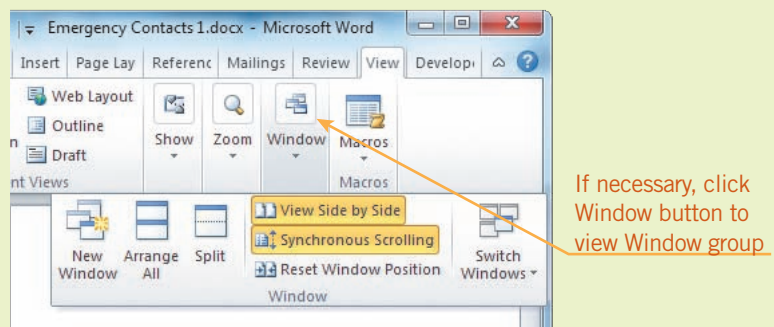 Emergency Contacts 1.docx - Microsoft Word
Insert Page Lay Referenc Mailings Review View Develop
Web Layout
Outline
n Draft
nt Views
Show Zoom Window Macros
Macros
New Window
Arrange All
Split
View Side by Side
Synchronous Scrolling
Reset Window Position
Switch Windows
Window
If necessary, click
Window button to
view Window group